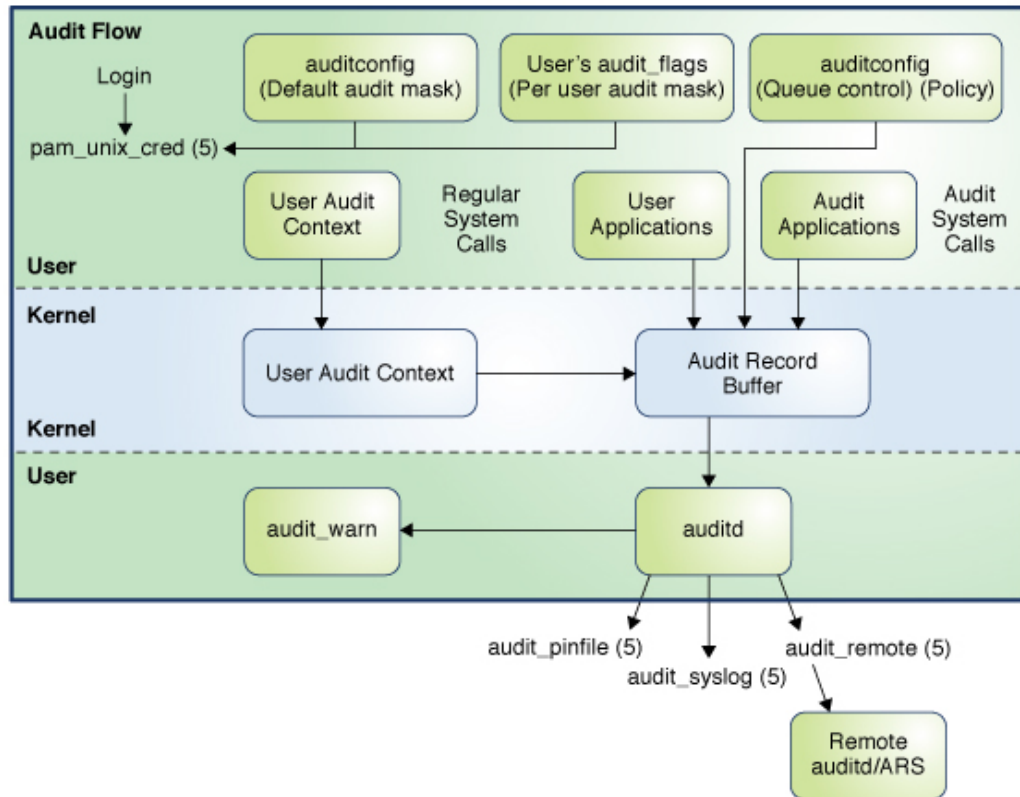 Audit Flow
Login
auditconfig
(Default audit mask)
User's audit_flags
(Per user audit mask)
auditconfig
(Queue control) (Policy)
pam_unix_cred (5)
User Audit
Context
Regular
System
Calls
User
Applications
Audit
Applications
Audit
System
Calls
User
Kernel
User Audit Context
Audit Record
Buffer
Kernel
User
audit_warn
auditd
audit_pinfile (5)
audit_syslog (5)
audit_remote (5)
Remote
auditd/ARS